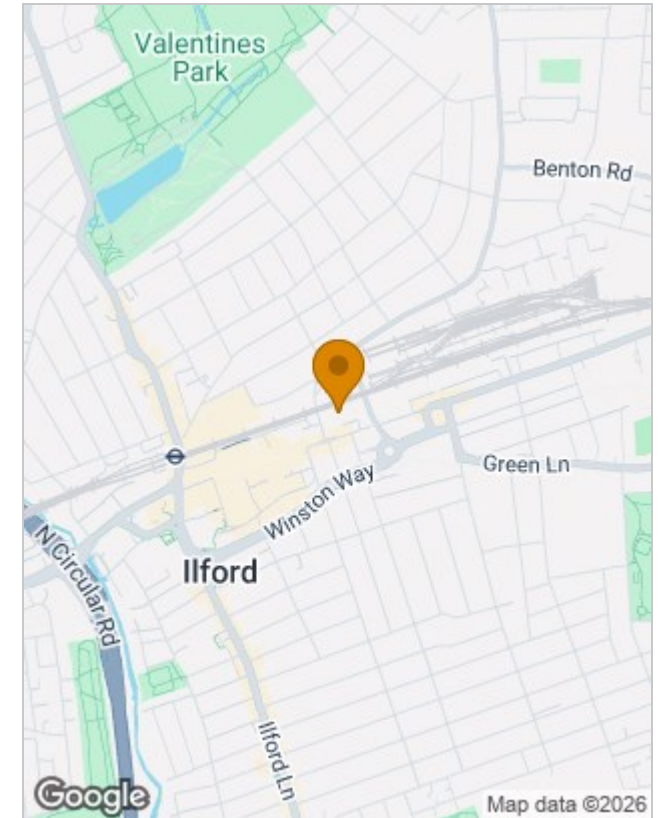 Valentines
Park
Benton Rd
Green Ln
Winston Way
N Circular Rd
Ilford
Ilford Ln
Google
Map data ©2026